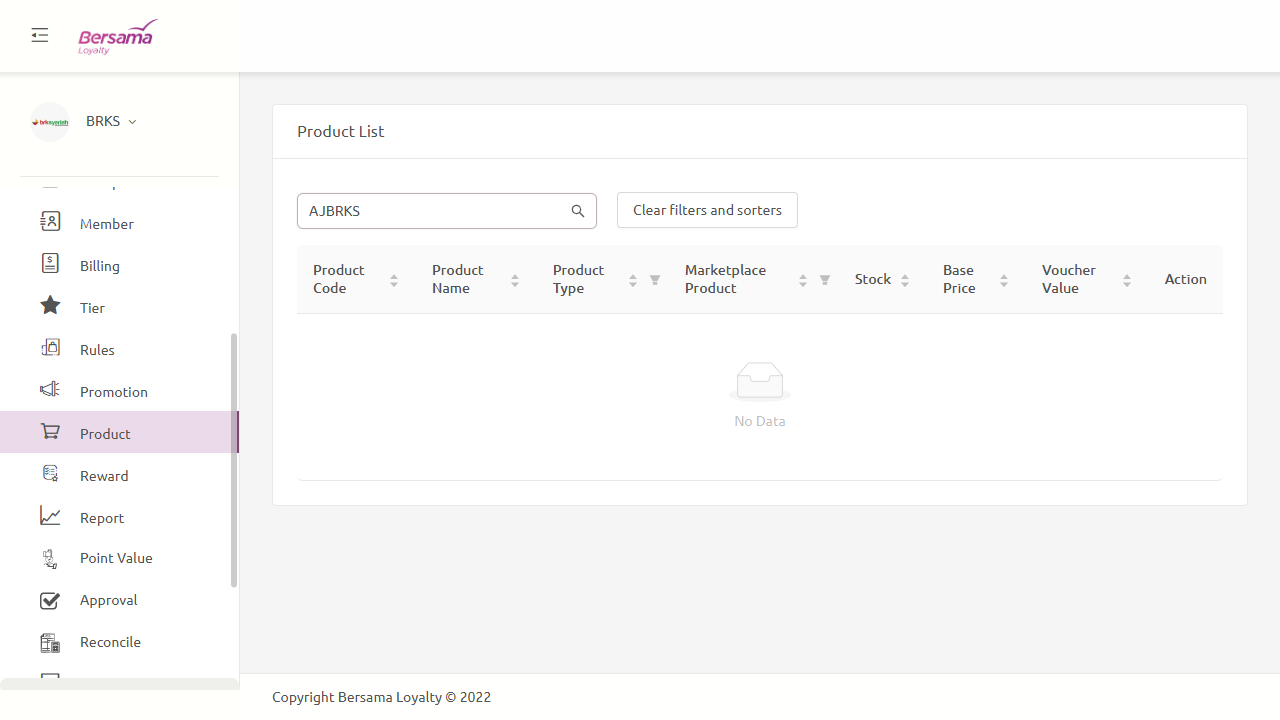 Bersama
Loyalty
brksyariah
BRKS
Member
Billing
Tier
Rules
Promotion
Product
Reward
Report
Point Value
Approval
Reconcile
Product List
AJBRKS
Clear filters and sorters
Product Code
Product Name
Product Type
Marketplace Product
Stock
Base Price
Voucher Value
Action
No Data
Copyright Bersama Loyalty © 2022